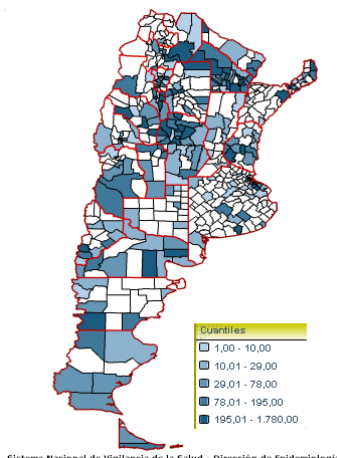 Cuantiles
1,00 - 10,00
10,01 - 29,00
29,01 - 78,00
78,01 - 195,00
195,01 - 1.780,00
Sistema Nacional de Vigilancia de la Salud - Dirección de Epidemiología